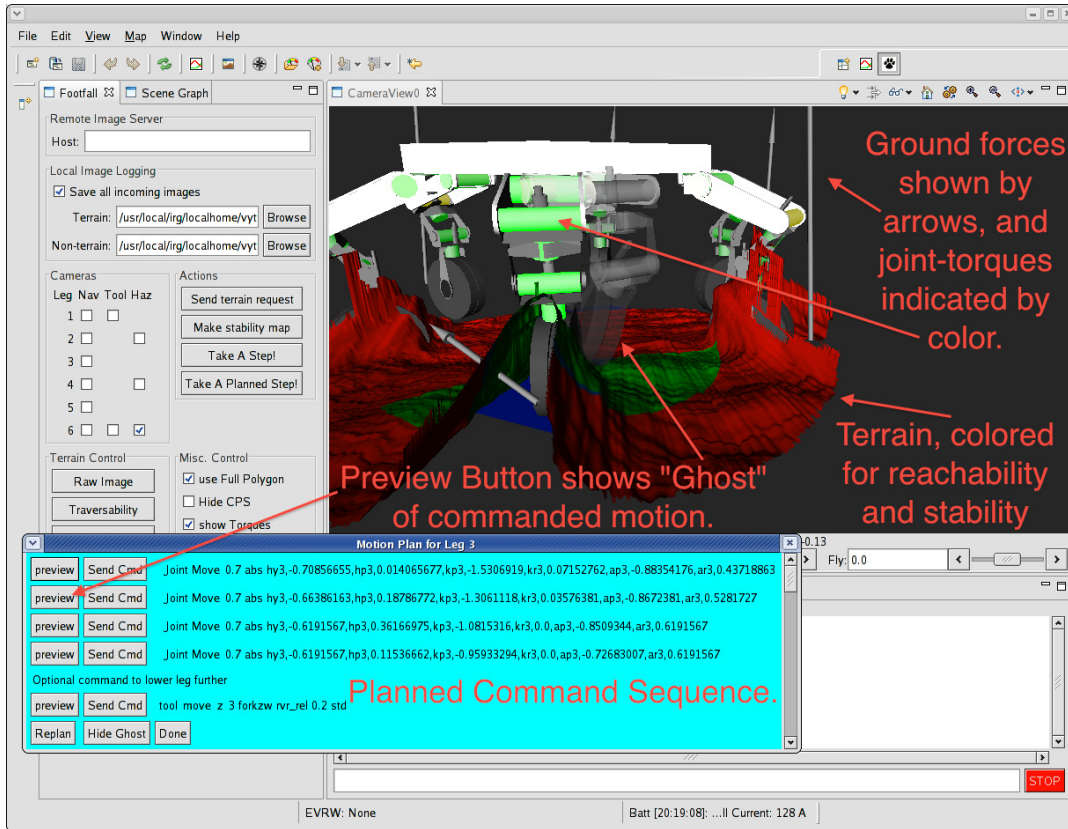 File Edit View Map Window Help
Footfall Scene Graph
CameraView0
Remote Image Server
Host:
Local Image Logging
Save all incoming images
Terrain: /usr/local/irg/localhome/vyt Browse
Non-terrain: /usr/local/irg/localhome/vyt Browse
Cameras
Leg Nav Tool Haz
1
2
3
4
5
6
Actions
Send terrain request
Make stability map
Take A Step!
Take A Planned Step!
Terrain Control
Raw Image
Traversability
Misc. Control
use Full Polygon
Hide CPS
show Torques
Ground forces
shown by
arrows, and
joint-torques
indicated by
color.
Terrain, colored
for reachability
and stability
Preview Button shows "Ghost"
of commanded motion.
-0.13
Fly: 0.0
Motion Plan for Leg 3
preview Send Cmd Joint Move 0.7 abs hy3,-0.70856655,hp3,0.014065677,kp3,-1.5306919,kr3,0.07152762,ap3,-0.88354176,ar3,0.43718863
preview Send Cmd Joint Move 0.7 abs hy3,-0.66386163,hp3,0.18786772,kp3,-1.3061118,kr3,0.03576381,ap3,-0.8672381,ar3,0.5281727
preview Send Cmd Joint Move 0.7 abs hy3,-0.6191567,hp3,0.36166975,kp3,-1.0815316,kr3,0.0,ap3,-0.8509344,ar3,0.6191567
preview Send Cmd Joint Move 0.7 abs hy3,-0.6191567,hp3,0.11536662,kp3,-0.95933294,kr3,0.0,ap3,-0.72683007,ar3,0.6191567
Optional command to lower leg further
Planned Command Sequence.
preview Send Cmd tool move z 3 forkzw rvr_rel 0.2 std
Replan Hide Ghost Done
STOP
EVRW: None
Batt [20:19:08]: ...ll Current: 128 A